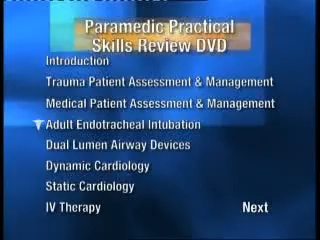 Paramedic Practical
Skills Review DVD
Introduction
Trauma Patient Assessment & Management
Medical Patient Assessment & Management
Adult Endotracheal Intubation
Dual Lumen Airway Devices
Dynamic Cardiology
Static Cardiology
IV Therapy
Next